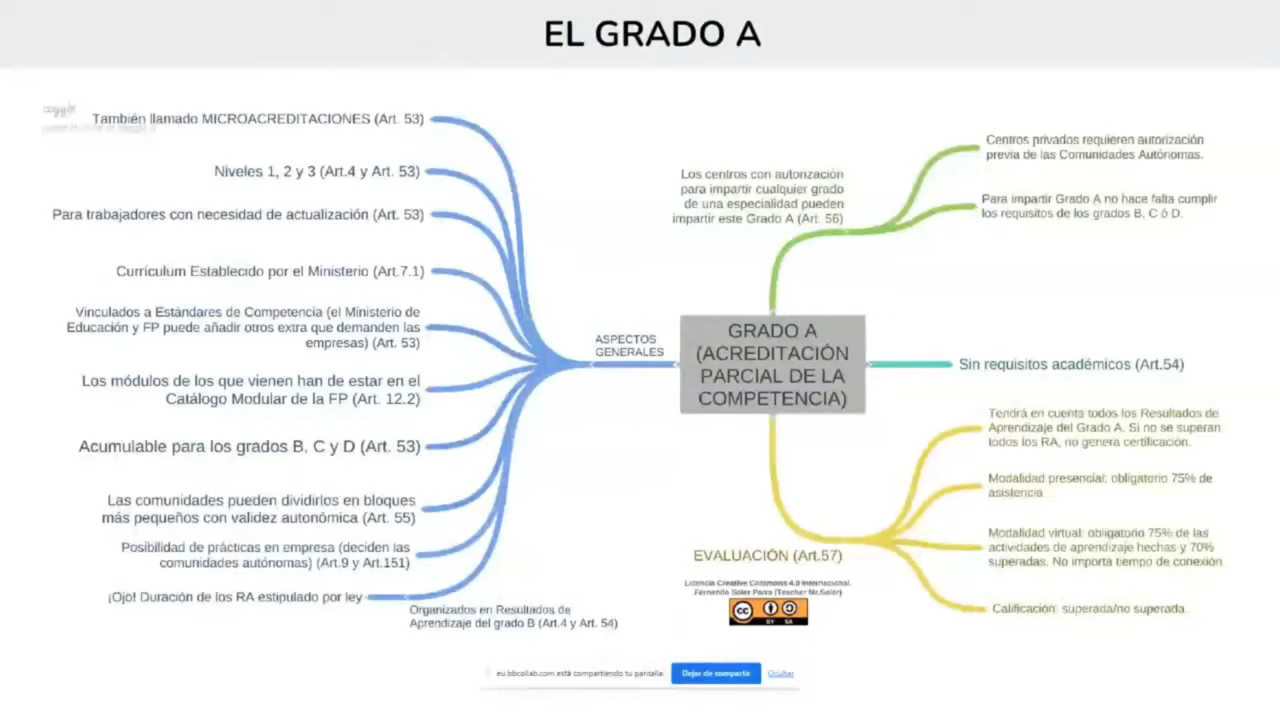 EL GRADO A
coggle
También llamado MICROACREDITACIONES (Art. 53)
Niveles 1, 2 y 3 (Art.4 y Art. 53)
Para trabajadores con necesidad de actualización (Art. 53)
Currículum Establecido por el Ministerio (Art.7.1)
Vinculados a Estándares de Competencia (el Ministerio de
Educación y FP puede añadir otros extra que demanden las
empresas) (Art. 53)
Los módulos de los que vienen han de estar en el
Catálogo Modular de la FP (Art. 12.2)
Acumulable para los grados B, C y D (Art. 53)
Las comunidades pueden dividirlos en bloques
más pequeños con validez autonómica (Art. 55)
Posibilidad de prácticas en empresa (deciden las
comunidades autónomas) (Art.9 y Art.151)
¡Ojo! Duración de los RA estipulado por ley
Organizados en Resultados de
Aprendizaje del grado B (Art.4 y Art. 54)
ASPECTOS
GENERALES
GRADO A
(ACREDITACIÓN
PARCIAL DE LA
COMPETENCIA)
Los centros con autorización
para impartir cualquier grado
de una especialidad pueden
impartir este Grado A (Art. 56)
Centros privados requieren autorización
previa de las Comunidades Autónomas.
Para impartir Grado A no hace falta cumplir
los requisitos de los grados B, C ó D.
Sin requisitos académicos (Art.54)
EVALUACIÓN (Art.57)
Tendrá en cuenta todos los Resultados de
Aprendizaje del Grado A. Si no se superan
todos los RA, no genera certificación.
Modalidad presencial: obligatorio 75% de
asistencia...
Modalidad virtual: obligatorio 75% de las
actividades de aprendizaje hechas y 70%
superadas. No importa tiempo de conexión
Calificación: superada/no superada.
Licencia Creative Commons 4.0 Internacional.
Fernando Soler Parra (Teacher Mr.Soler)
CC BY SA
eu.bbcollab.com está compartiendo tu pantalla.
Dejar de compartir
Ocultar